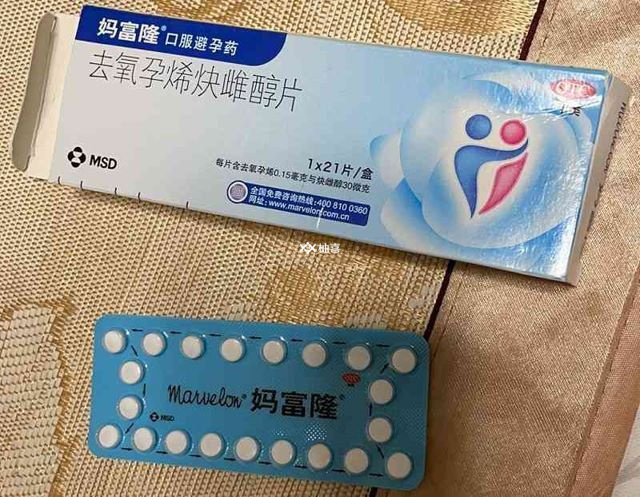 妈富隆® 口服避孕药
去氧孕烯炔雌醇片
MSD
1×21片/盒
每片含去氧孕烯0.15毫克与炔雌醇30微克
全国免费咨询热线:400 810 0360
网址:www.marvelon.com.cn
柚喜
Marvelon® 妈富隆®
MSD